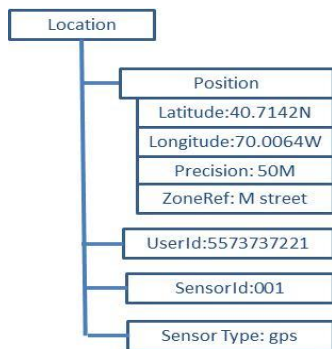 Location
Position
Latitude:40.7142N
Longitude:70.0064W
Precision: 50M
ZoneRef: M street
UserId:5573737221
SensorId:001
Sensor Type: gps